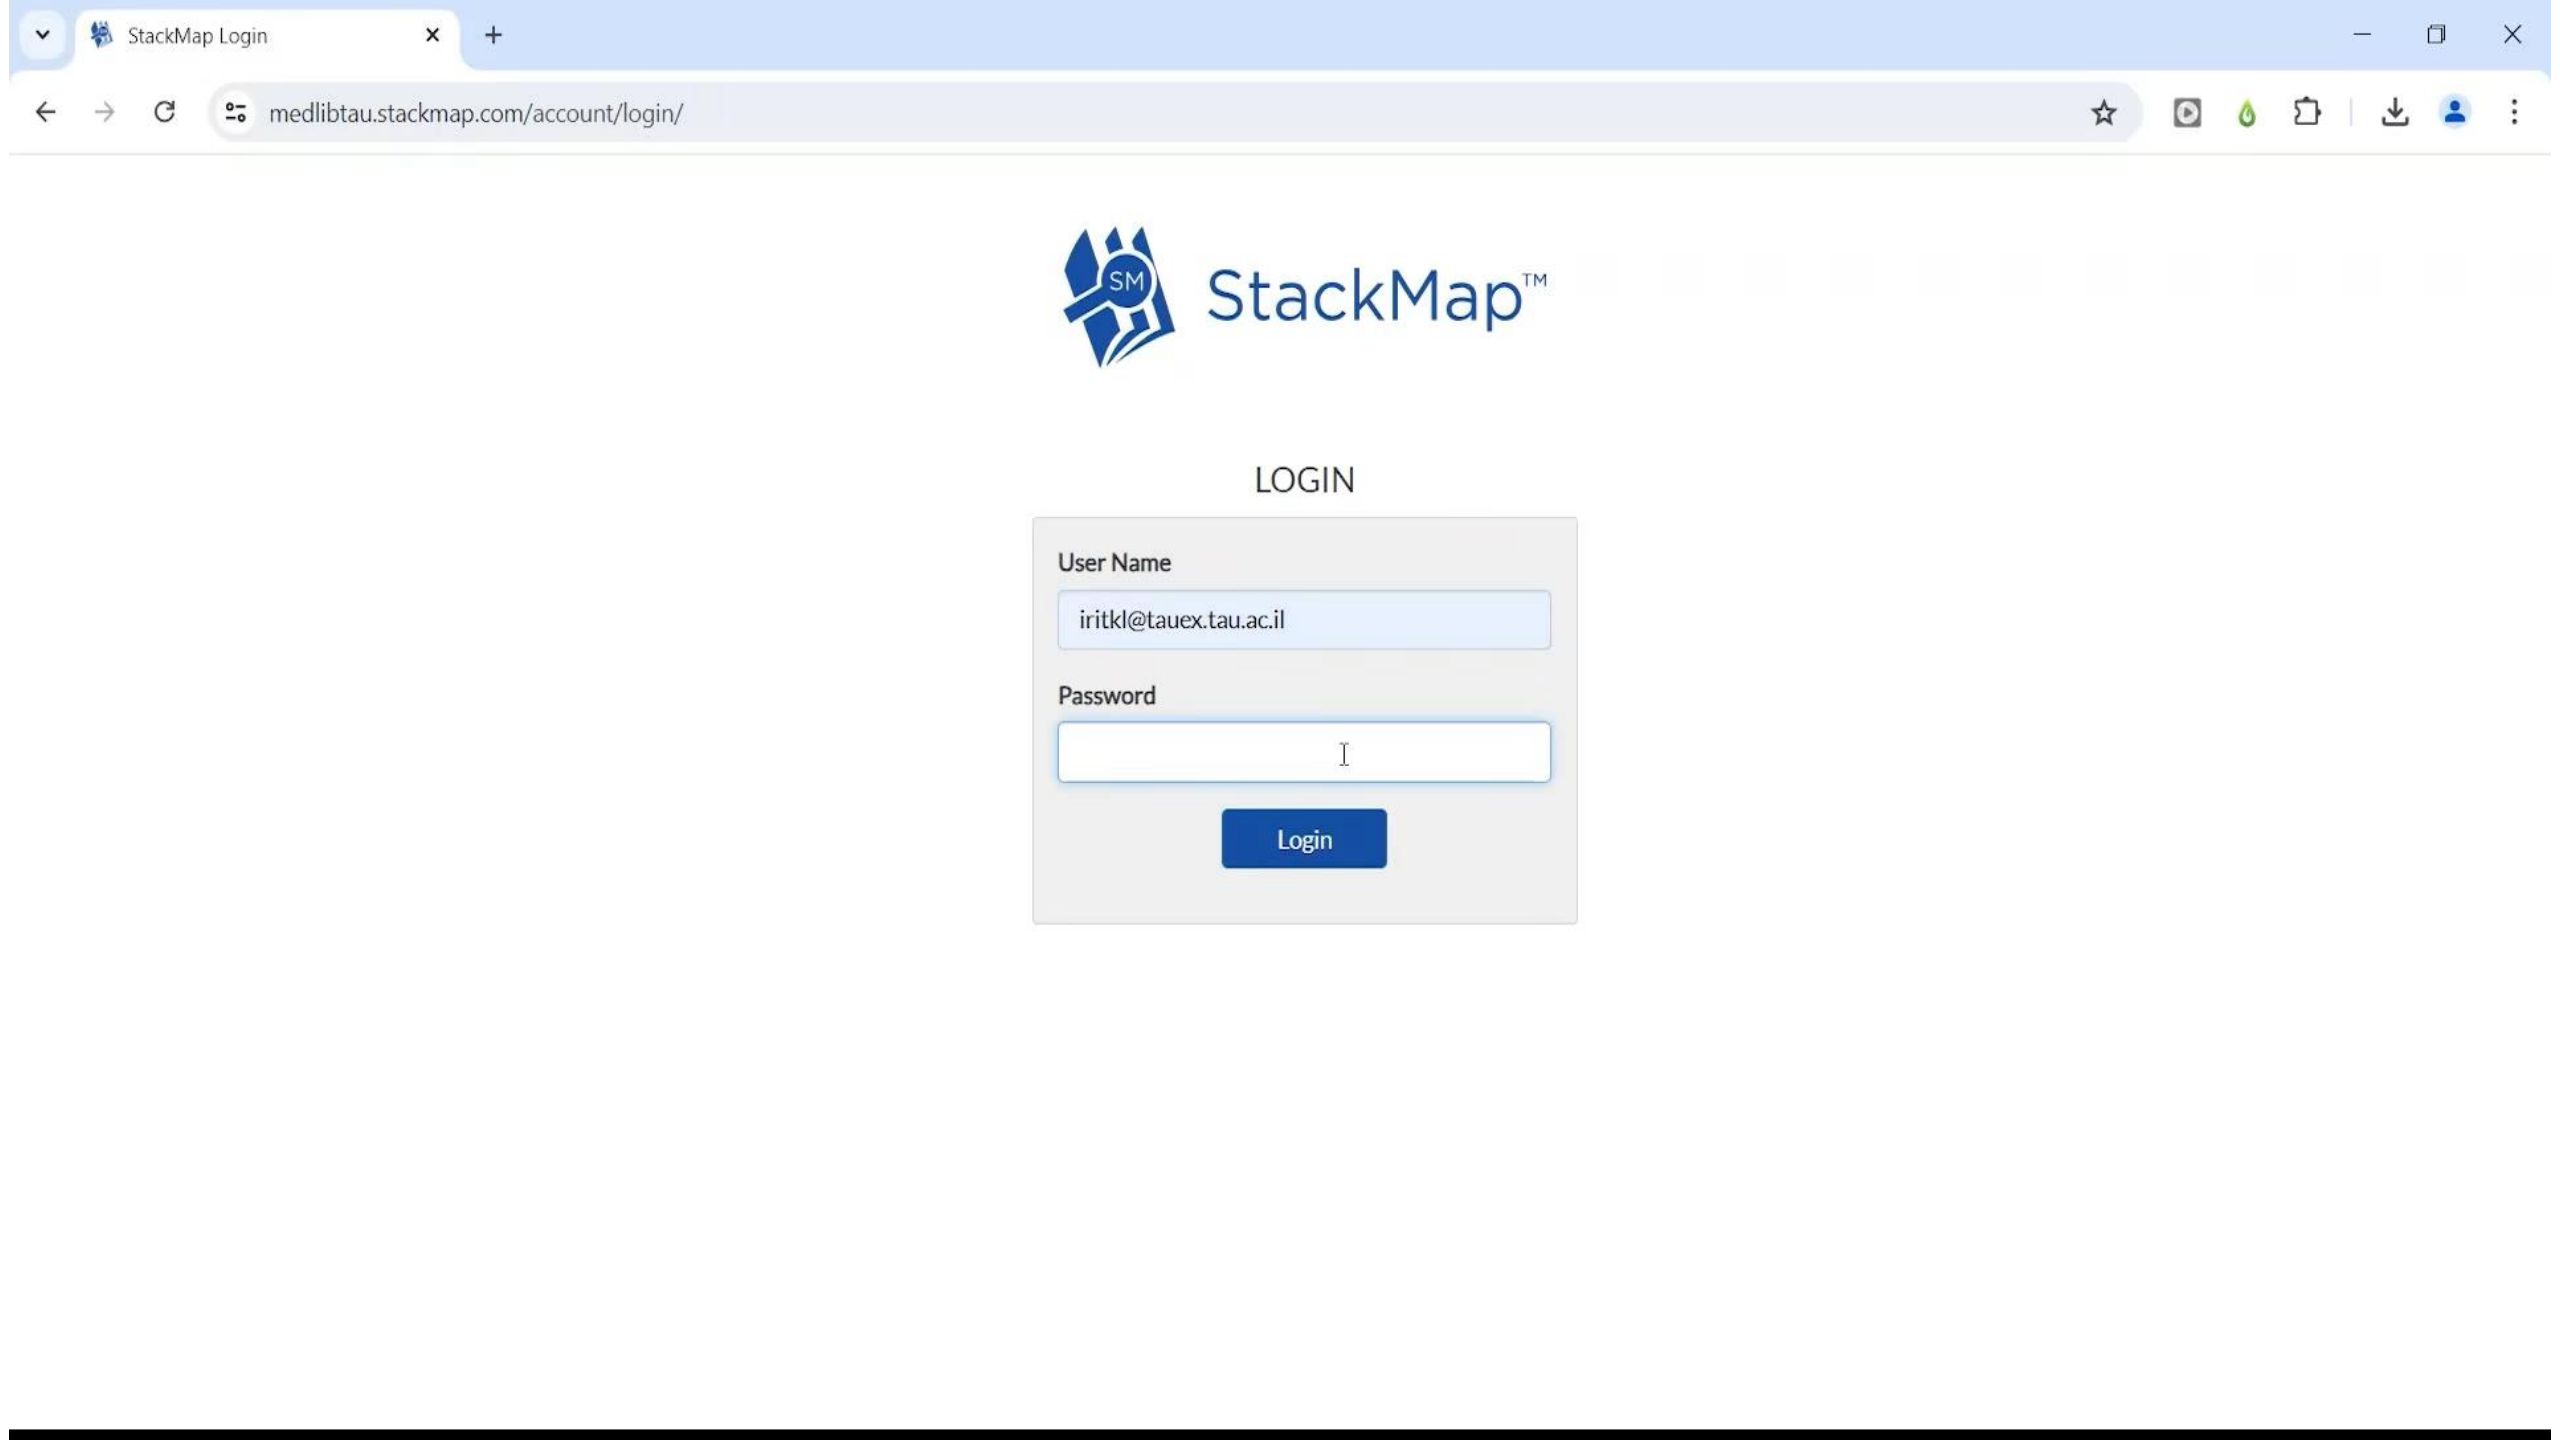 StackMap Login
medlibtau.stackmap.com/account/login/
SM
StackMap™
LOGIN
User Name
iritkl@tauex.tau.ac.il
Password
Login